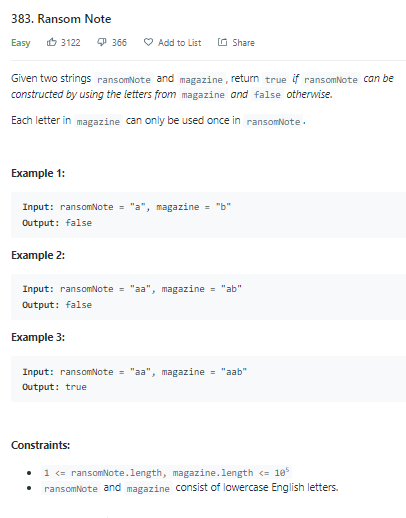 383. Ransom Note
Easy 3122 366 Add to List Share
Given two strings ransomNote and magazine, return true if ransomNote can be
constructed by using the letters from magazine and false otherwise.
Each letter in magazine can only be used once in ransomNote.
Example 1:
Input: ransomNote = "a", magazine = "b"
Output: false
Example 2:
Input: ransomNote = "aa", magazine = "ab"
Output: false
Example 3:
Input: ransomNote = "aa", magazine = "aab"
Output: true
Constraints:
• 1 <= ransomNote.length, magazine.length <= 10⁵
• ransomNote and magazine consist of lowercase English letters.